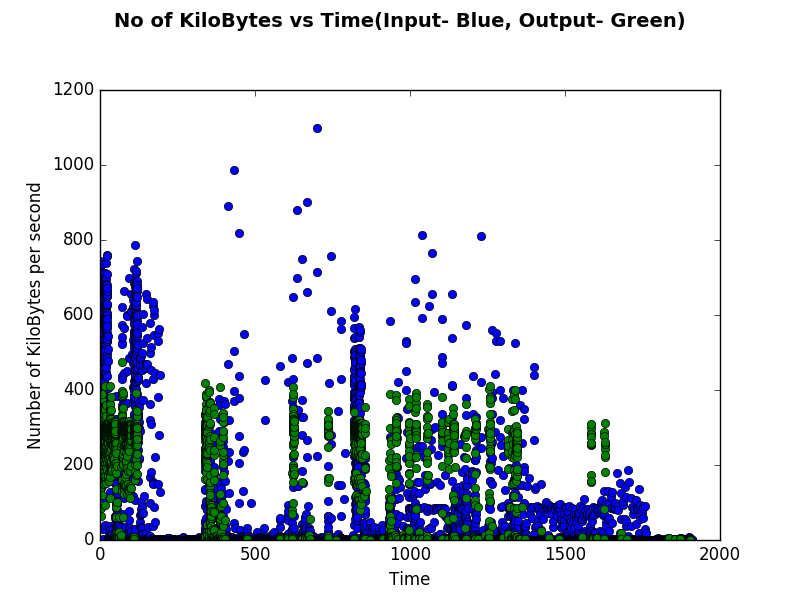 No of KiloBytes vs Time(Input- Blue, Output- Green)
1200
1000
800
600
400
200
0
Number of KiloBytes per second
0 500 1000 1500 2000
Time